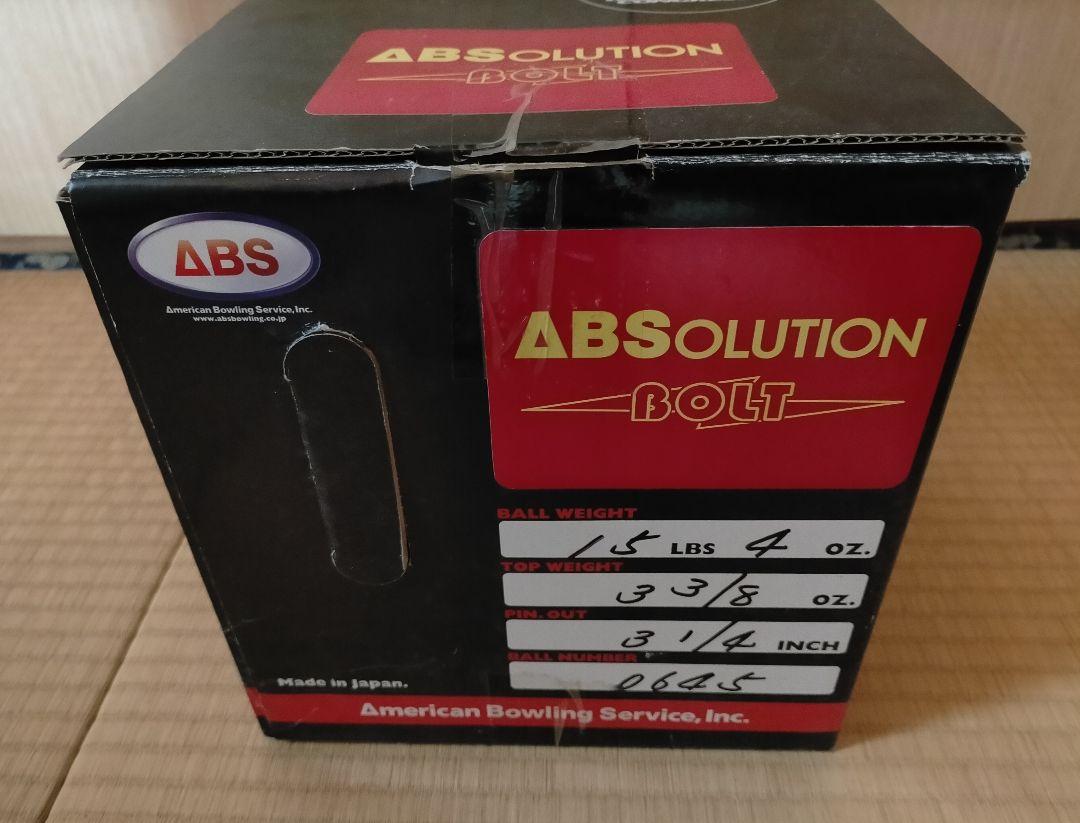 ABSOLUTION
BOLT
ABS
American Bowling Service, Inc.
www.absbowling.co.jp
ABSOLUTION
BOLT
BALL WEIGHT
15 LBS 4 OZ.
TOP WEIGHT
3 3/8 OZ.
PIN. OUT
3 1/4 INCH
BALL NUMBER
0645
Made in Japan.
American Bowling Service, Inc.